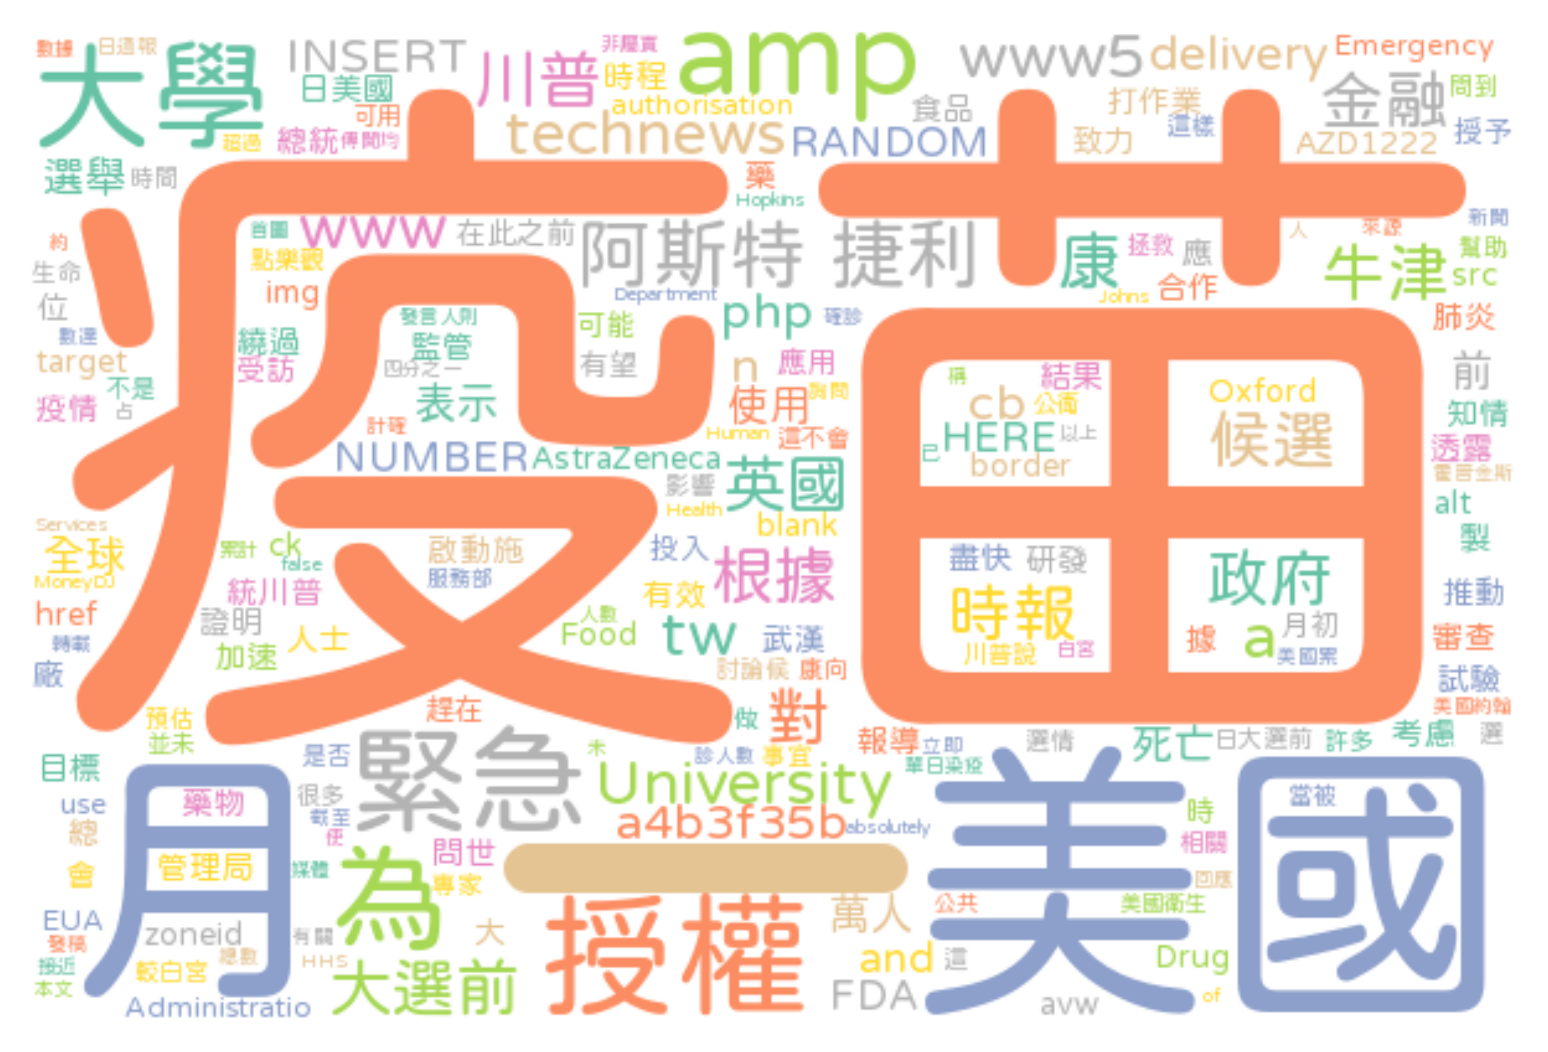 數據 日週報 大學 INSERT 川普 非屬實 amp www5 delivery Emergency
日美國 時程 authorisation 食品 打作業 金融 問到
超過 可用 總統 傳聞均 technews RANDOM 致力 這樣 AZD1222 授予
選舉 時間 藥 Hopkins
約 首圖 www 在此之前 阿斯特 捷利 康 拯救 應 人 來源 新聞
生命 點樂觀 牛津 幫助 src
位 img Department php 確診 Johns 合作 肺炎
數達 繞過 發言 人則 監管 可能
target 受訪 四分之一 有望 n 應用 稱 結果 Oxford 前
疫情 不是 占 表示 使用 詢問 cb 公衛 候選 知情
計確 Human 這不會 已 HERE 以上 透露
疫苗
NUMBER AstraZeneca 英國 border 霍普金斯
影響 Health alt
Services blank 製
全球 累計 ck 啟動施 投入 根據 盡快 研發 政府
MoneyDJ false 服務部 推動
href 統川普 有效 時報
轉載 證明 人士 人數 Food tw 武漢 川普說 白宮 據 a 月初 審查
廠 加速 討論候 康向 美國累 試驗
預估 趕在 做 對 美國約翰
並未 是否 緊急 未 診人數 事宜 報導 立即 選情 死亡 日大選前 許多 考慮 選
目標 單日染疫
use 月 藥物 很多 University 美國 當被
總 截至 便 a4b3f35b absolutely 時
會 管理局 媒體 為 問世 一 相關
專家 回應
EUA zoneid 有關 大 授權 萬人 公共 美國衛生
發稿 總數 HHS and 這 Drug
接近 較白宮 大選前
本文 Administratio FDA avw of